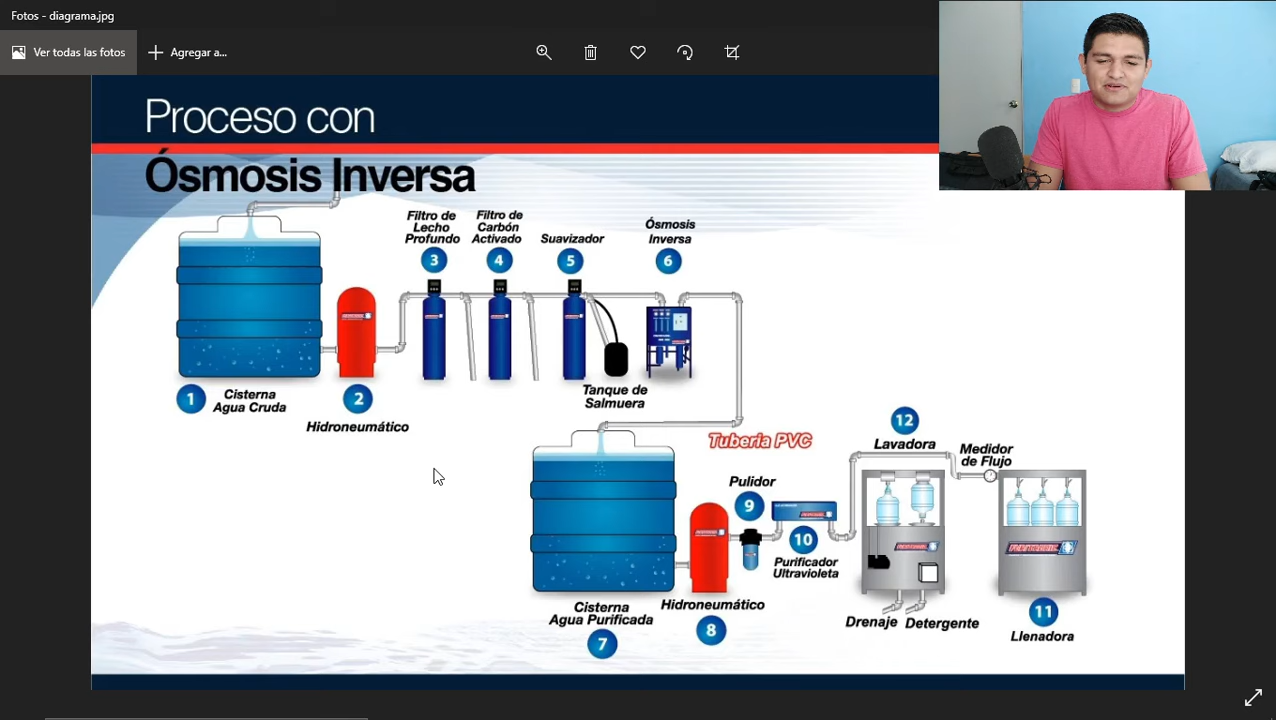 Fotos - diagrama.jpg
Ver todas las fotos
Agregar a...
Proceso con
Ósmosis Inversa
Filtro de
Lecho
Profundo
3
Filtro de
Carbón
Activado
4
Suavizador
5
Ósmosis
Inversa
6
1
Cisterna
Agua Cruda
2
Hidroneumático
Tanque de
Salmuera
Tuberia PVC
Cisterna
Agua Purificada
7
Hidroneumático
8
Pulidor
9
10
Purificador
Ultravioleta
12
Lavadora
Medidor
de Flujo
Drenaje
Detergente
11
Llenadora